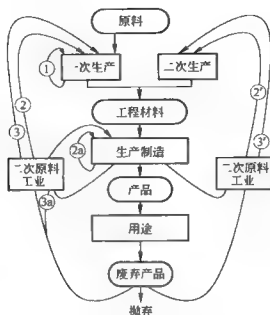 原料
① 一次生产 二次生产
② 2′
工程材料
③ 3′
二次原料工业
2a 生产制造
二次原料工业
3a
产品
用途
废弃产品
抛弃